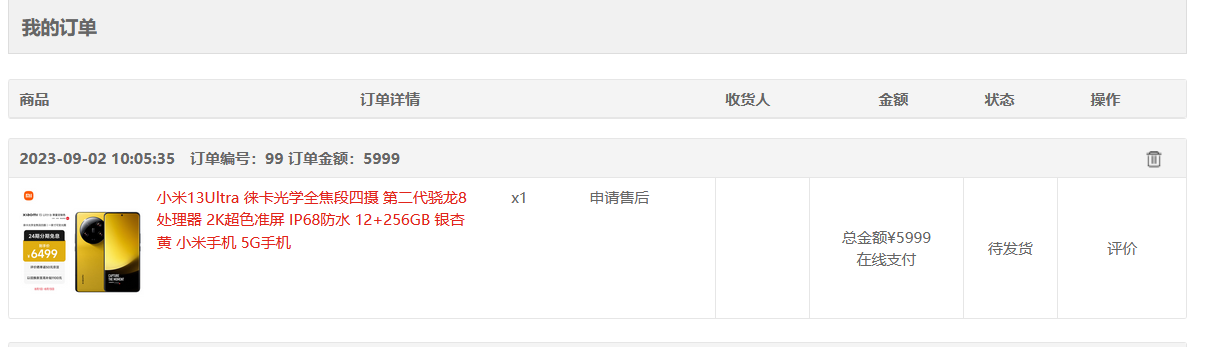 我的订单
商品 订单详情 收货人 金额 状态 操作
2023-09-02 10:05:35 订单编号：99 订单金额：5999
小米13Ultra 徕卡光学全焦段四摄 第二代骁龙8 x1 申请售后
处理器 2K超色准屏 IP68防水 12+256GB 银杏
黄 小米手机 5G手机
24期分期免息
6499
总金额¥5999
在线支付
待发货
评价